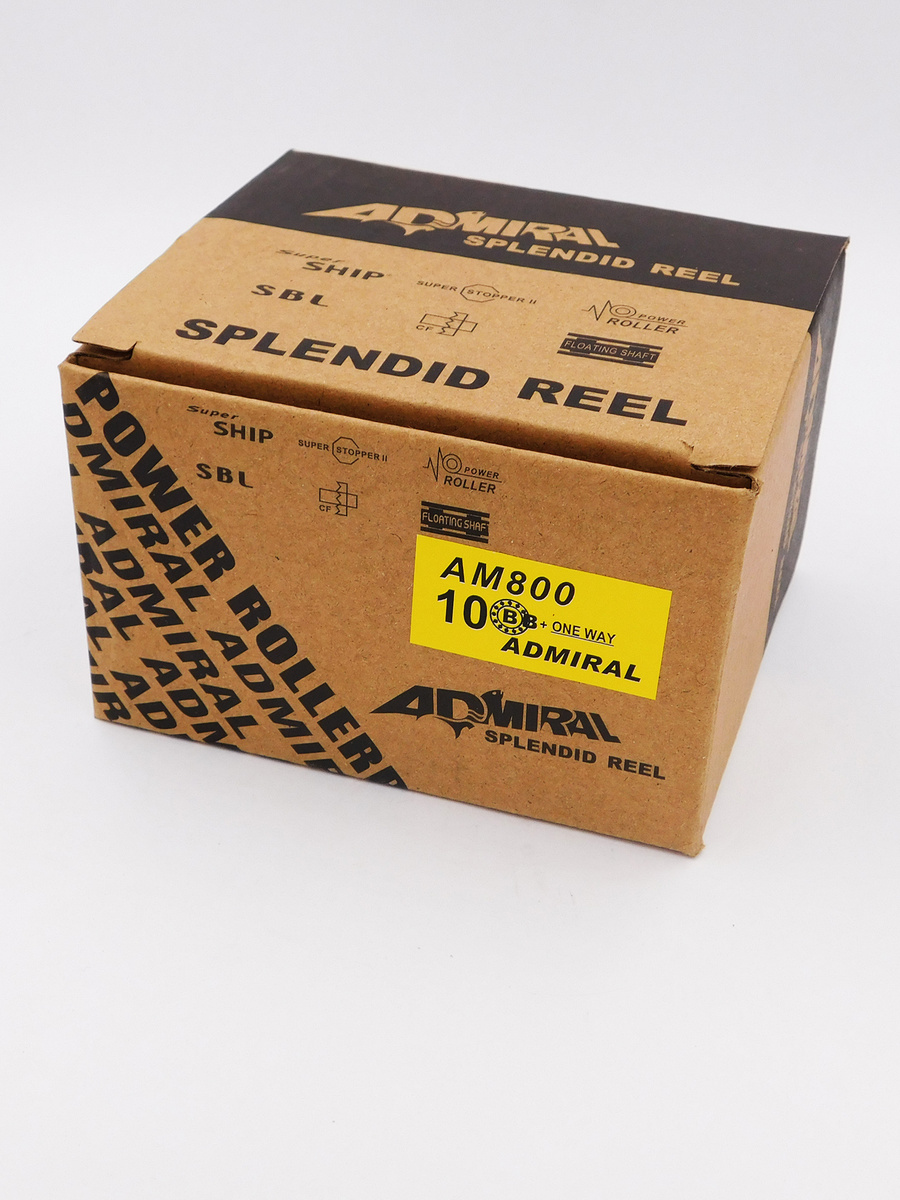 ADMIRAL
SPLENDID REEL
Super
SHIP
SUPER STOPPER II
POWER
ROLLER
SBL
CF
FLOATING SHAFT
SPLENDID REEL
POWER ROLLER
ADMIRAL
ADMIRAL
ADMIRAL
Super
SHIP
SUPER STOPPER II
POWER
ROLLER
SBL
CF
FLOATING SHAF
AM800
10 BB + ONE WAY
ADMIRAL
ADMIRAL
SPLENDID REEL